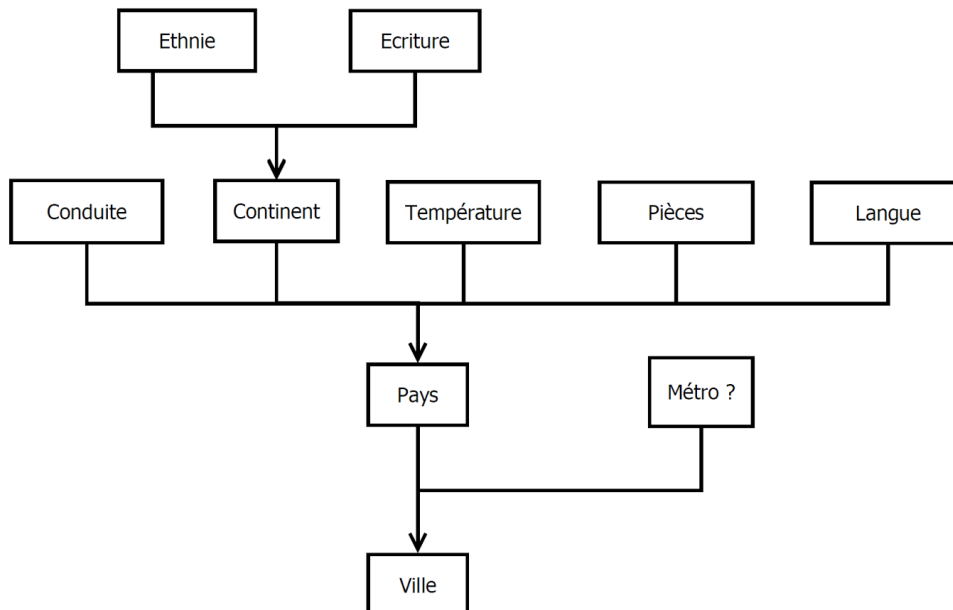 Ethnie
Ecriture
Conduite
Continent
Température
Pièces
Langue
Pays
Métro ?
Ville